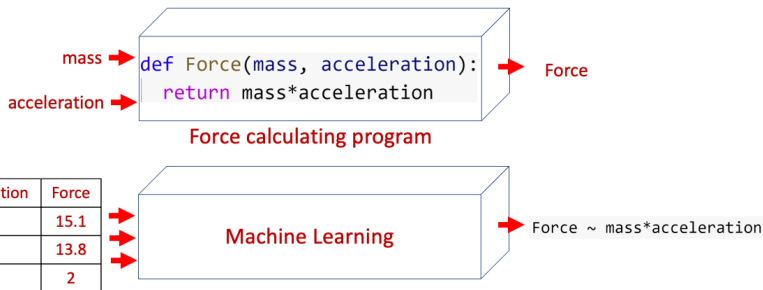 mass
def Force(mass, acceleration):
Force
acceleration
return mass*acceleration
Force calculating program
tion Force
15.1
Machine Learning
Force ~ mass*acceleration
13.8
2